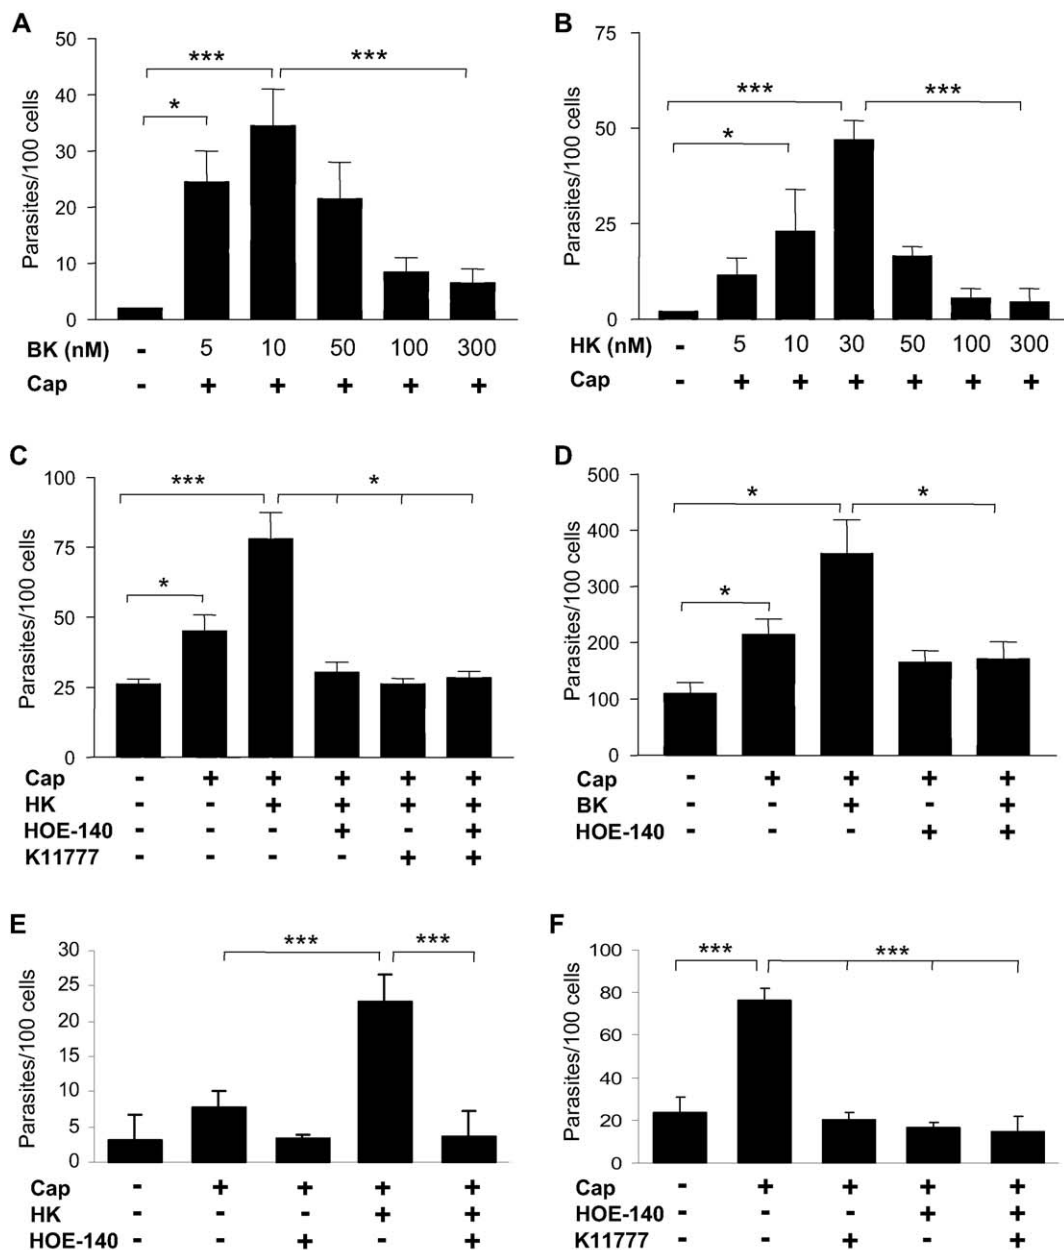 A
B
50
40
30
20
10
0
Parasites/100 cells
***
*
***
BK (nM) - 5 10 50 100 300
Cap - + + + + +
75
50
25
0
Parasites/100 cells
***
*
***
HK (nM) - 5 10 30 50 100 300
Cap - + + + + + +
C
D
100
75
50
25
0
Parasites/100 cells
***
*
*
Cap - + + + + +
HK - - + + + +
HOE-140 - - - + - +
K11777 - - - - + +
500
400
300
200
100
0
Parasites/100 cells
*
*
*
Cap - + + + +
BK - - + - +
HOE-140 - - - + +
E
F
30
25
20
15
10
5
0
Parasites/100 cells
***
***
Cap - + + + +
HK - - - + +
HOE-140 - - + - +
100
80
60
40
20
0
Parasites/100 cells
***
***
Cap - + + + +
HOE-140 - - - + +
K11777 - - + - +